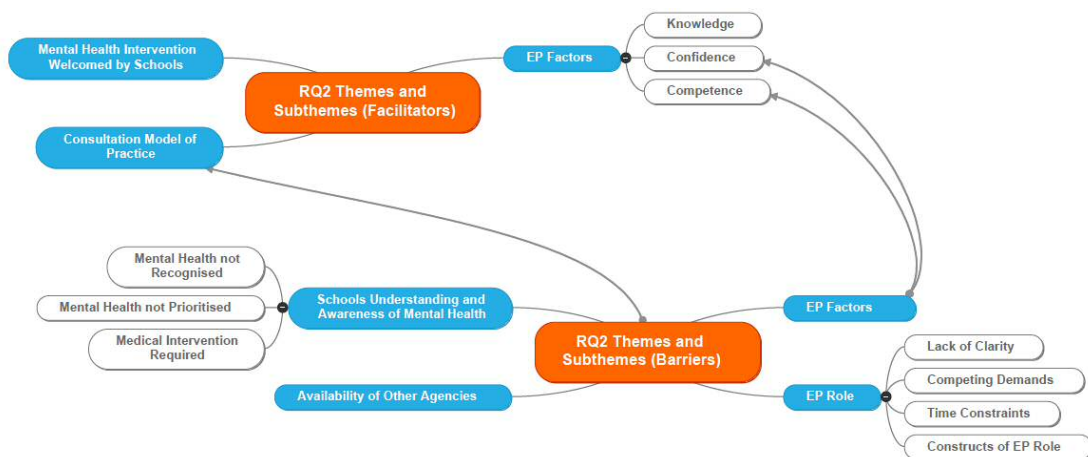 Mental Health Intervention
Welcomed by Schools
RQ2 Themes and
Subthemes (Facilitators)
Consultation Model of
Practice
EP Factors
Knowledge
Confidence
Competence
Mental Health not
Recognised
Mental Health not Prioritised
Medical Intervention
Required
Schools Understanding and
Awareness of Mental Health
Availability of Other Agencies
RQ2 Themes and
Subthemes (Barriers)
EP Factors
EP Role
Lack of Clarity
Competing Demands
Time Constraints
Constructs of EP Role